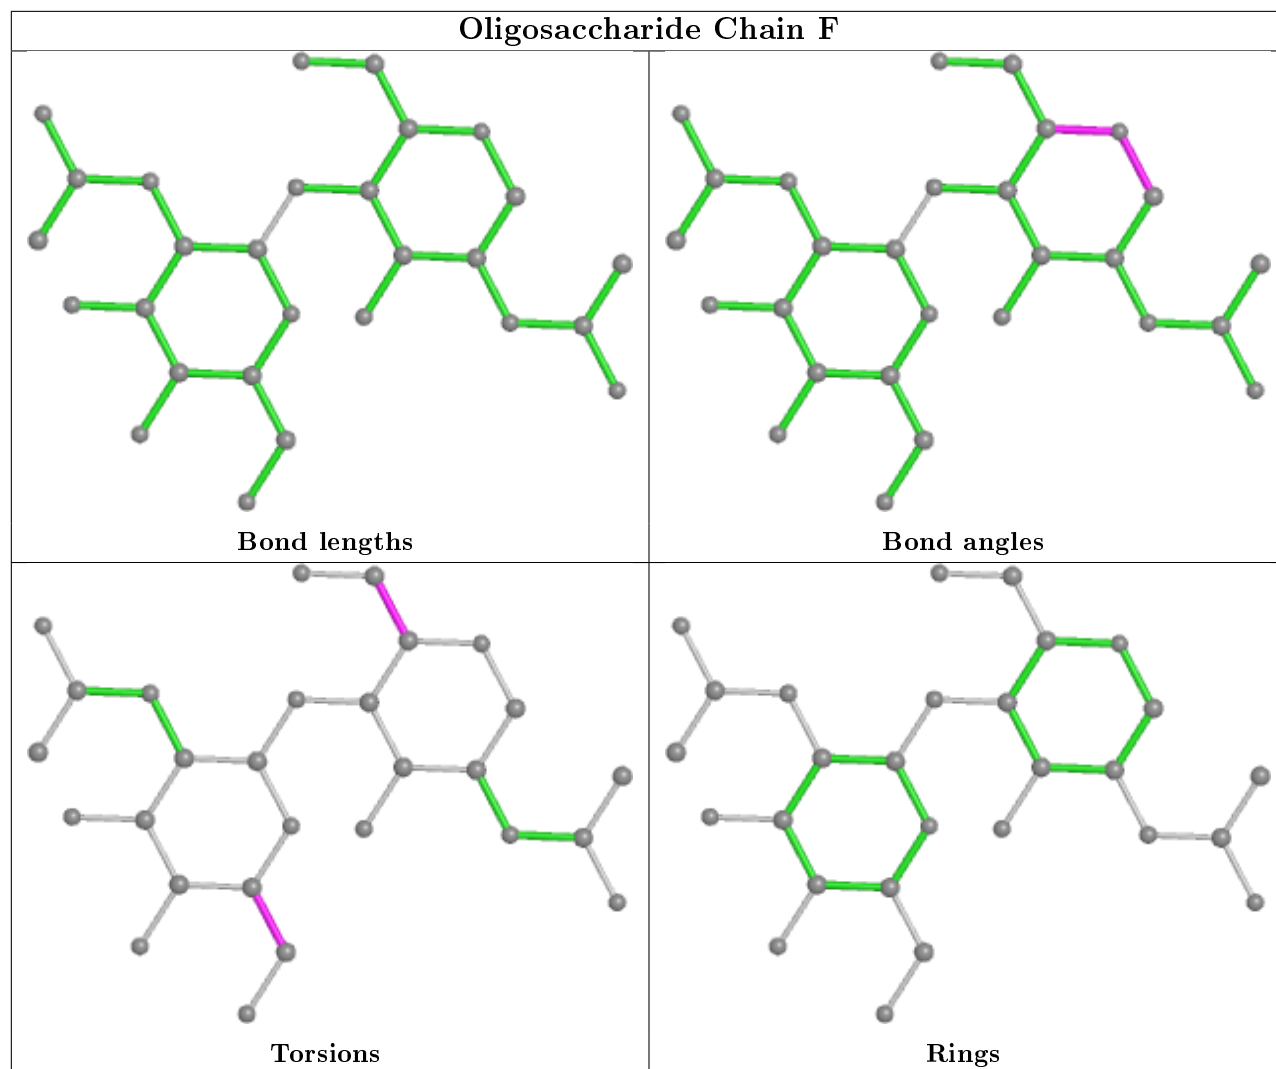 Oligosaccharide Chain F
Bond lengths
Bond angles
Torsions
Rings